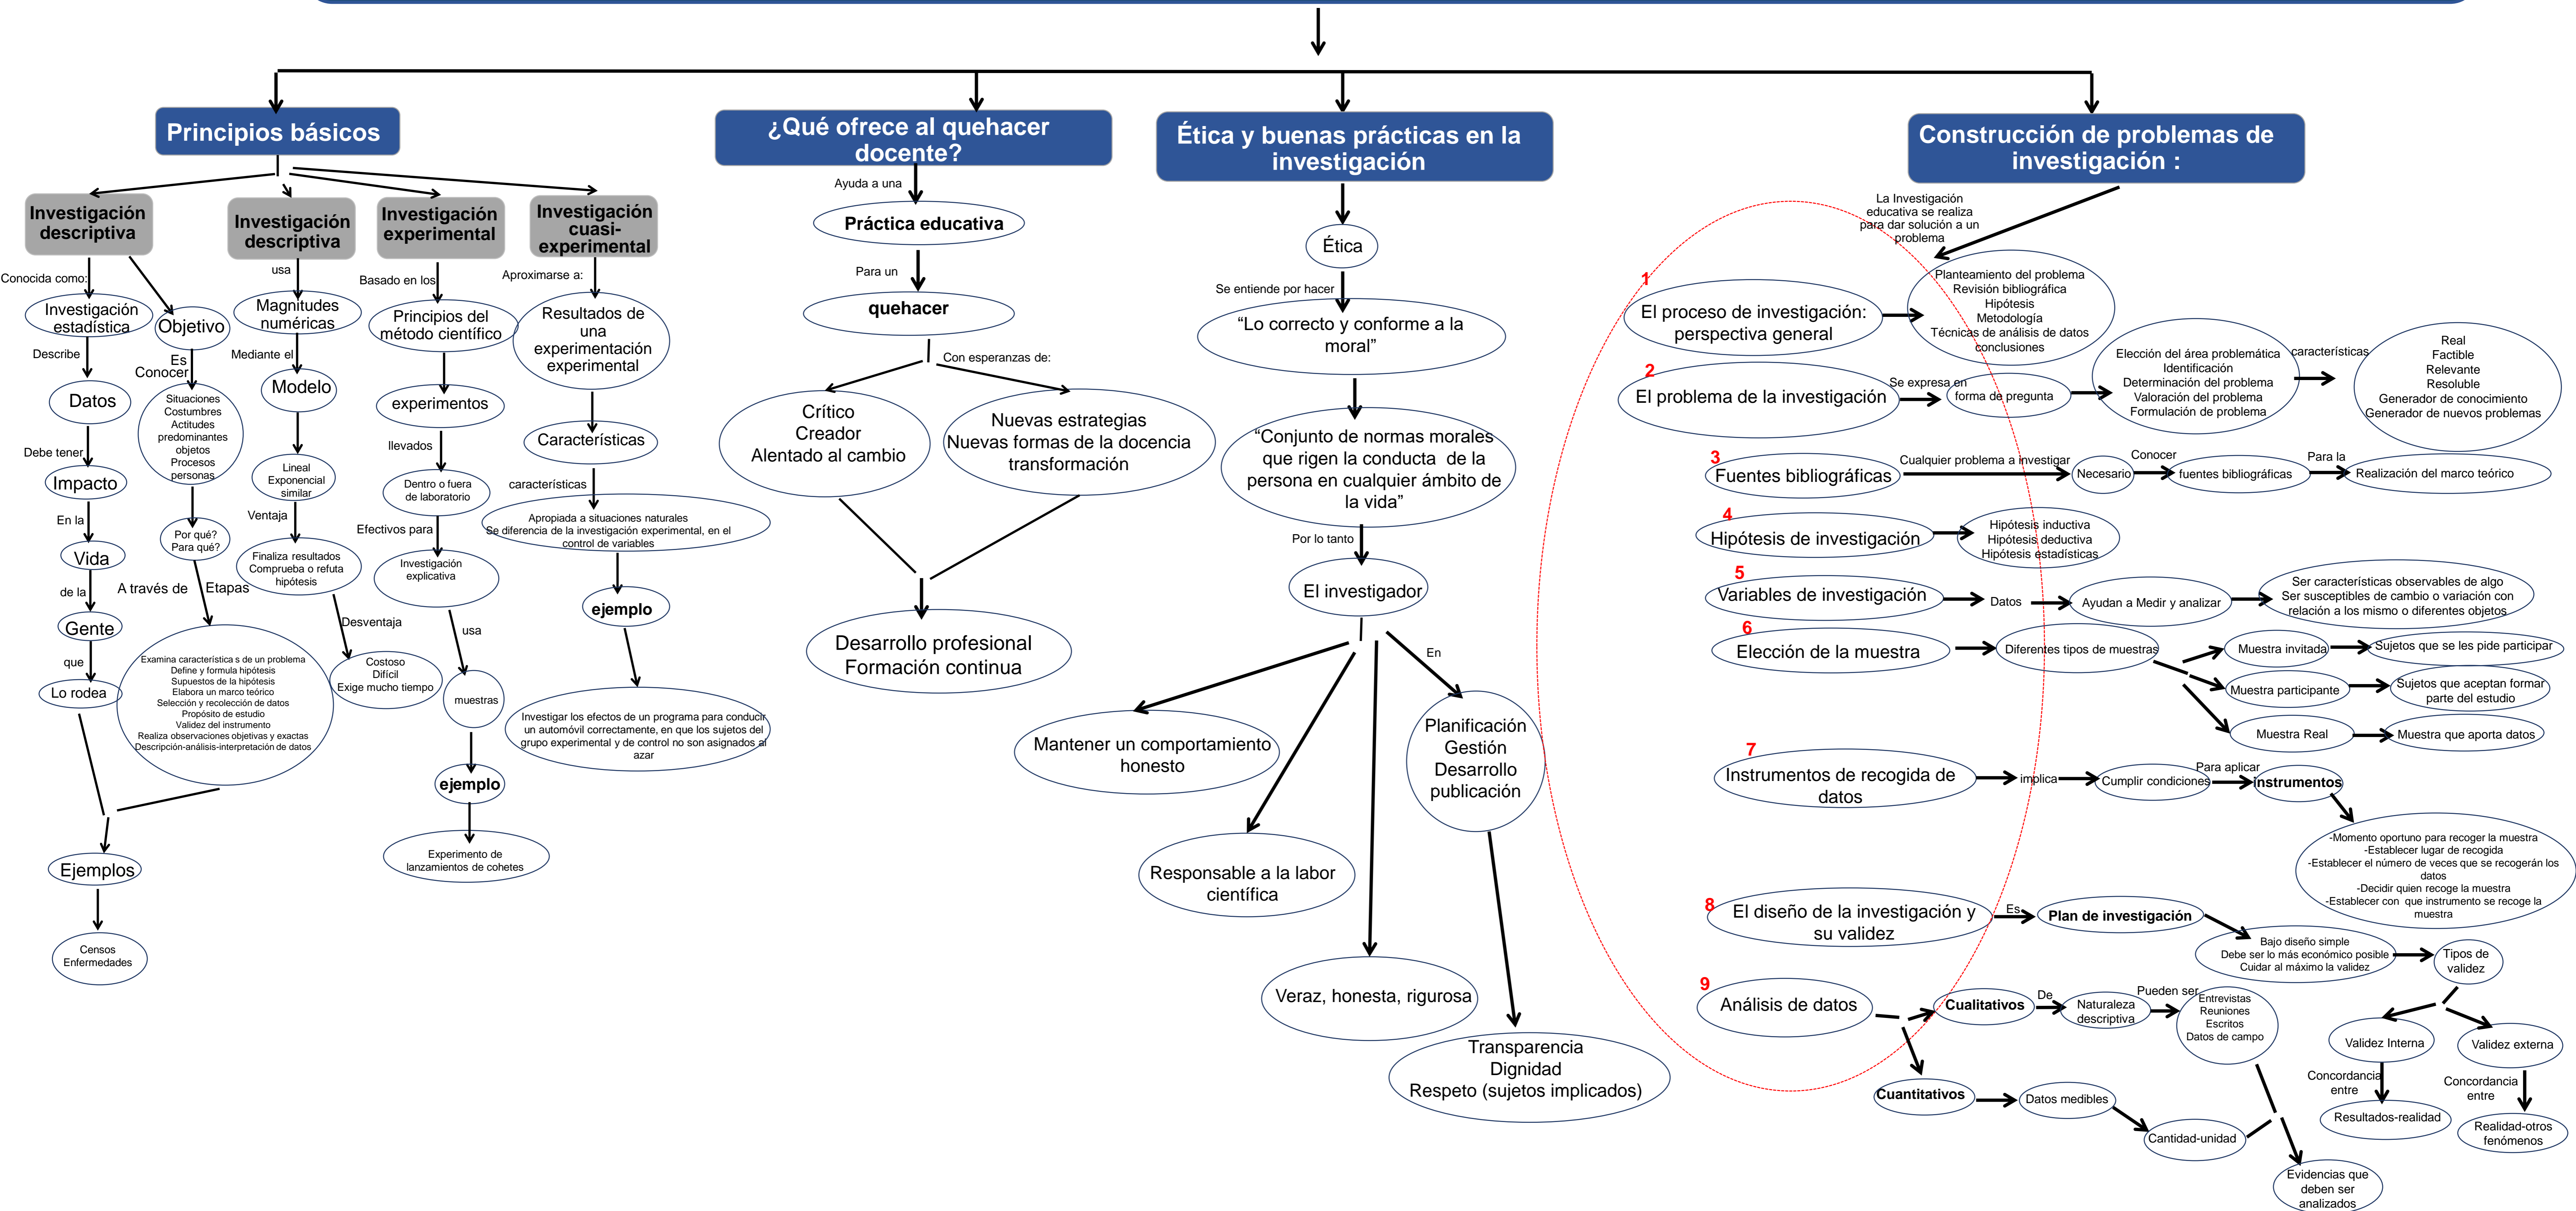 Principios básicos
Investigación
descriptiva
Conocida como:
Investigación
estadística
Describe
Datos
Debe tener
Impacto
En la
Vida
de la
Gente
que
Lo rodea
Objetivo
Es
Conocer
Situaciones
Costumbres
Actitudes
predominantes
objetos
Procesos
personas
Por qué?
Para qué?
A través de
Etapas
Examina característica s de un problema
Define y formula hipótesis
Supuestos de la hipótesis
Elabora un marco teórico
Selección y recolección de datos
Propósito de estudio
Validez del instrumento
Realiza observaciones objetivas y exactas
Descripción-análisis-interpretación de datos
Ejemplos
Censos
Enfermedades
Investigación
descriptiva
usa
Magnitudes
numéricas
Mediante el
Modelo
Lineal
Exponencial
similar
Ventaja
Finaliza resultados
Comprueba o refuta
hipótesis
Desventaja
Costoso
Difícil
Exige mucho tiempo
Investigación
experimental
Basado en los
Principios del
método científico
experimentos
llevados
Dentro o fuera
de laboratorio
Efectivos para
Investigación
explicativa
usa
muestras
ejemplo
Experimento de
lanzamientos de cohetes
Investigación
cuasi-
experimental
Aproximarse a:
Resultados de
una
experimentación
experimental
Características
características
Apropiada a situaciones naturales
Se diferencia de la investigación experimental, en el
control de variables
ejemplo
Investigar los efectos de un programa para conducir
un automóvil correctamente, en que los sujetos del
grupo experimental y de control no son asignados al
azar
¿Qué ofrece al quehacer
docente?
Ayuda a una
Práctica educativa
Para un
quehacer
Con esperanzas de:
Crítico
Creador
Alentado al cambio
Nuevas estrategias
Nuevas formas de la docencia
transformación
Desarrollo profesional
Formación continua
Ética y buenas prácticas en la
investigación
Ética
Se entiende por hacer
“Lo correcto y conforme a la
moral”
“Conjunto de normas morales
que rigen la conducta de la
persona en cualquier ámbito de
la vida”
Por lo tanto
El investigador
En
Mantener un comportamiento
honesto
Responsable a la labor
científica
Veraz, honesta, rigurosa
Planificación
Gestión
Desarrollo
publicación
Transparencia
Dignidad
Respeto (sujetos implicados)
Construcción de problemas de
investigación :
La Investigación
educativa se realiza
para dar solución a un
problema
1
El proceso de investigación:
perspectiva general
Planteamiento del problema
Revisión bibliográfica
Hipótesis
Metodología
Técnicas de análisis de datos
conclusiones
2
El problema de la investigación
Se expresa en
forma de pregunta
Elección del área problemática
Identificación
Determinación del problema
Valoración del problema
Formulación de problema
características
Real
Factible
Relevante
Resoluble
Generador de conocimiento
Generador de nuevos problemas
3
Fuentes bibliográficas
Cualquier problema a investigar
Necesario
Conocer
fuentes bibliográficas
Para la
Realización del marco teórico
4
Hipótesis de investigación
Hipótesis inductiva
Hipótesis deductiva
Hipótesis estadísticas
5
Variables de investigación
Datos
Ayudan a Medir y analizar
Ser características observables de algo
Ser susceptibles de cambio o variación con
relación a los mismo o diferentes objetos
6
Elección de la muestra
Diferentes tipos de muestras
Muestra invitada
Sujetos que se les pide participar
Muestra participante
Sujetos que aceptan formar
parte del estudio
Muestra Real
Muestra que aporta datos
7
Instrumentos de recogida de
datos
implica
Cumplir condiciones
Para aplicar
instrumentos
-Momento oportuno para recoger la muestra
-Establecer lugar de recogida
-Establecer el número de veces que se recogerán los
datos
-Decidir quien recoge la muestra
-Establecer con que instrumento se recoge la
muestra
8
El diseño de la investigación y
su validez
Es
Plan de investigación
Bajo diseño simple
Debe ser lo más económico posible
Cuidar al máximo la validez
Tipos de
validez
Validez Interna
Concordancia
entre
Resultados-realidad
Validez externa
Concordancia
entre
Realidad-otros
fenómenos
9
Análisis de datos
Cualitativos
De
Naturaleza
descriptiva
Pueden ser
Entrevistas
Reuniones
Escritos
Datos de campo
Cuantitativos
Datos medibles
Cantidad-unidad
Evidencias que
deben ser
analizados